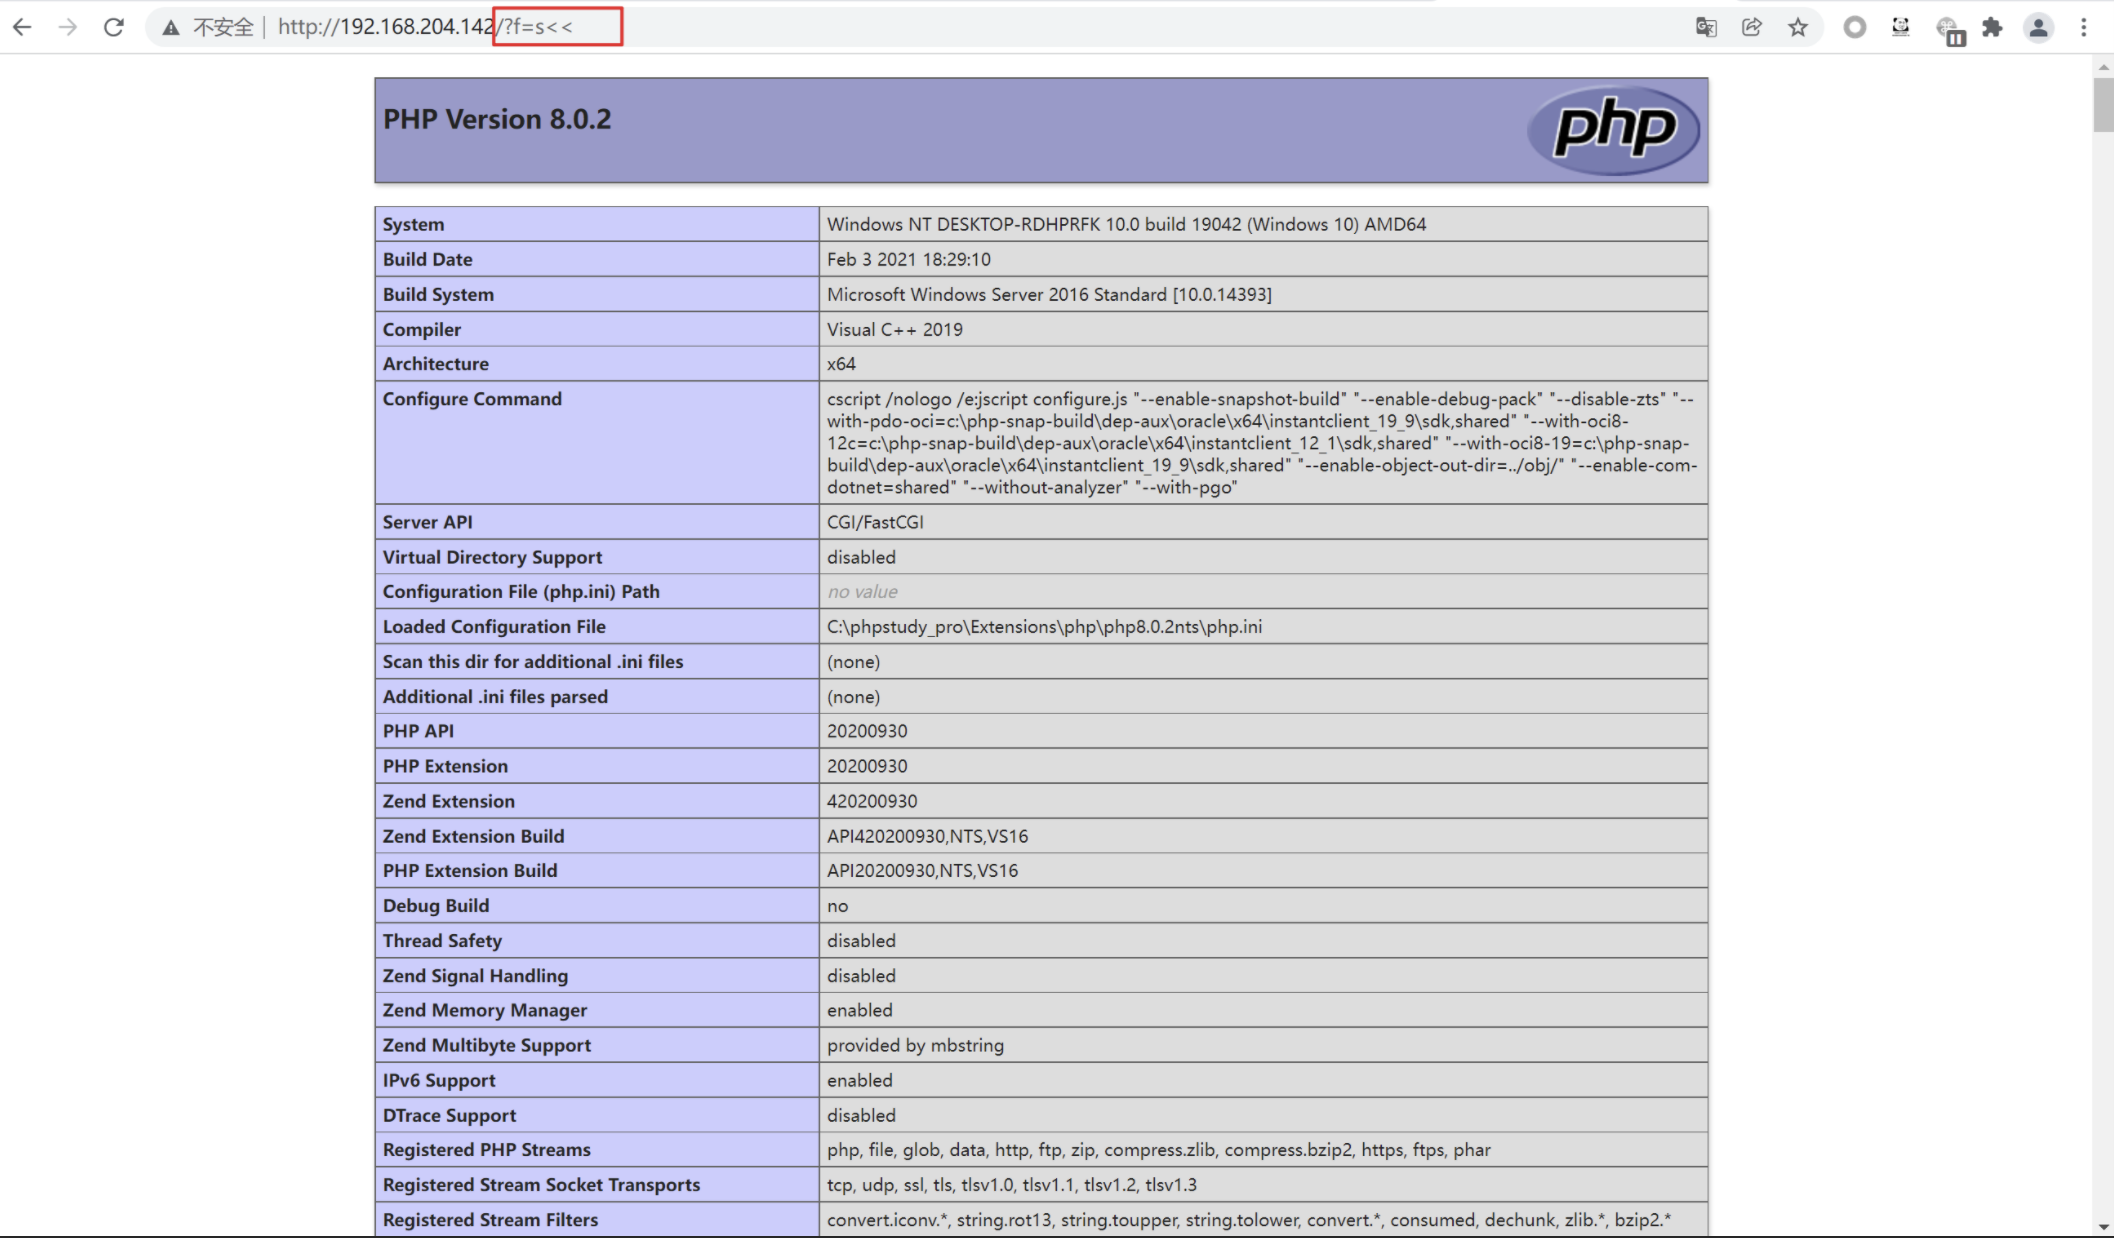 不安全 | http://192.168.204.142/?f=s<<
PHP Version 8.0.2
php
System Windows NT DESKTOP-RDHPRFK 10.0 build 19042 (Windows 10) AMD64
Build Date Feb 3 2021 18:29:10
Build System Microsoft Windows Server 2016 Standard [10.0.14393]
Compiler Visual C++ 2019
Architecture x64
Configure Command cscript /nologo /e:jscript configure.js "--enable-snapshot-build" "--enable-debug-pack" "--disable-zts" "--
with-pdo-oci=c:\php-snap-build\dep-aux\oracle\x64\instantclient_19_9\sdk,shared" "--with-oci8-
12c=c:\php-snap-build\dep-aux\oracle\x64\instantclient_12_1\sdk,shared" "--with-oci8-19=c:\php-snap-
build\dep-aux\oracle\x64\instantclient_19_9\sdk,shared" "--enable-object-out-dir=../obj/" "--enable-com-
dotnet=shared" "--without-analyzer" "--with-pgo"
Server API CGI/FastCGI
Virtual Directory Support disabled
Configuration File (php.ini) Path no value
Loaded Configuration File C:\phpstudy_pro\Extensions\php\php8.0.2nts\php.ini
Scan this dir for additional .ini files (none)
Additional .ini files parsed (none)
PHP API 20200930
PHP Extension 20200930
Zend Extension 420200930
Zend Extension Build API420200930,NTS,VS16
PHP Extension Build API20200930,NTS,VS16
Debug Build no
Thread Safety disabled
Zend Signal Handling disabled
Zend Memory Manager enabled
Zend Multibyte Support provided by mbstring
IPv6 Support enabled
DTrace Support disabled
Registered PHP Streams php, file, glob, data, http, ftp, zip, compress.zlib, compress.bzip2, https, ftps, phar
Registered Stream Socket Transports tcp, udp, ssl, tls, tlsv1.0, tlsv1.1, tlsv1.2, tlsv1.3
Registered Stream Filters convert.iconv.*, string.rot13, string.toupper, string.tolower, convert.*, consumed, dechunk, zlib.*, bzip2.*